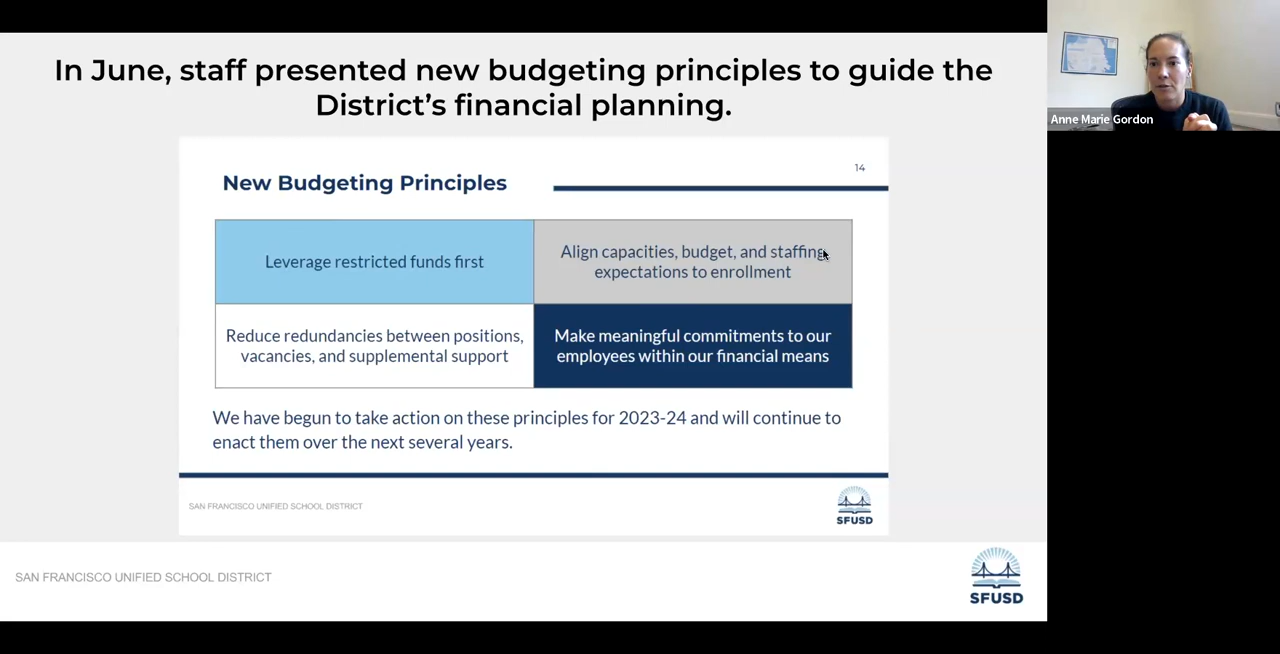 In June, staff presented new budgeting principles to guide the
District's financial planning.
Anne Marie Gordon
14
New Budgeting Principles
Leverage restricted funds first
Align capacities, budget, and staffing
expectations to enrollment
Reduce redundancies between positions,
vacancies, and supplemental support
Make meaningful commitments to our
employees within our financial means
We have begun to take action on these principles for 2023-24 and will continue to
enact them over the next several years.
SAN FRANCISCO UNIFIED SCHOOL DISTRICT
SFUSD
SAN FRANCISCO UNIFIED SCHOOL DISTRICT
SFUSD